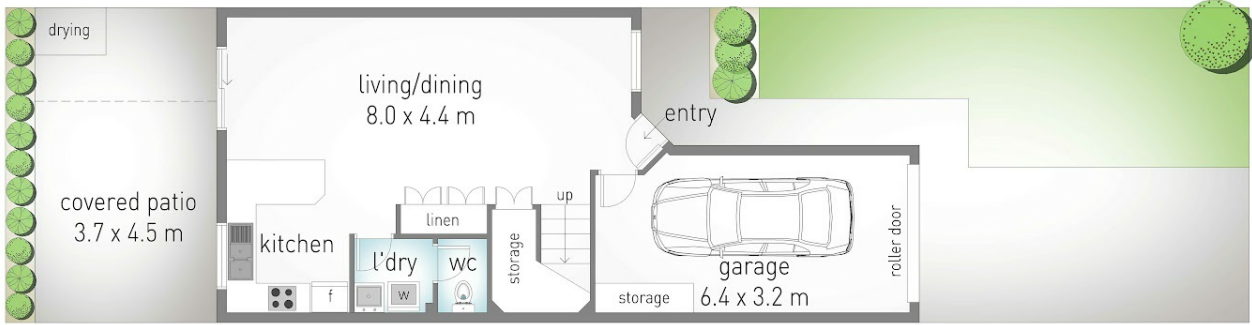 drying
living/dining
8.0 x 4.4 m
entry
covered patio
3.7 x 4.5 m
kitchen
linen
up
l'dry
wc
storage
f
w
garage
6.4 x 3.2 m
storage
roller door